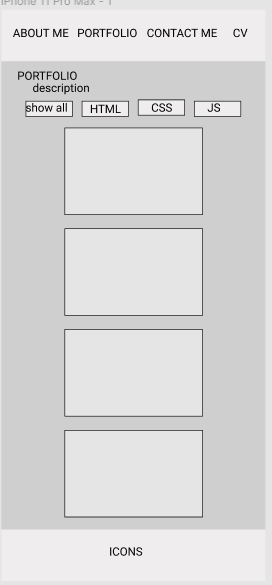 iPhone 11 Pro Max - 1
ABOUT ME PORTFOLIO CONTACT ME CV
PORTFOLIO
description
show all HTML CSS JS
ICONS